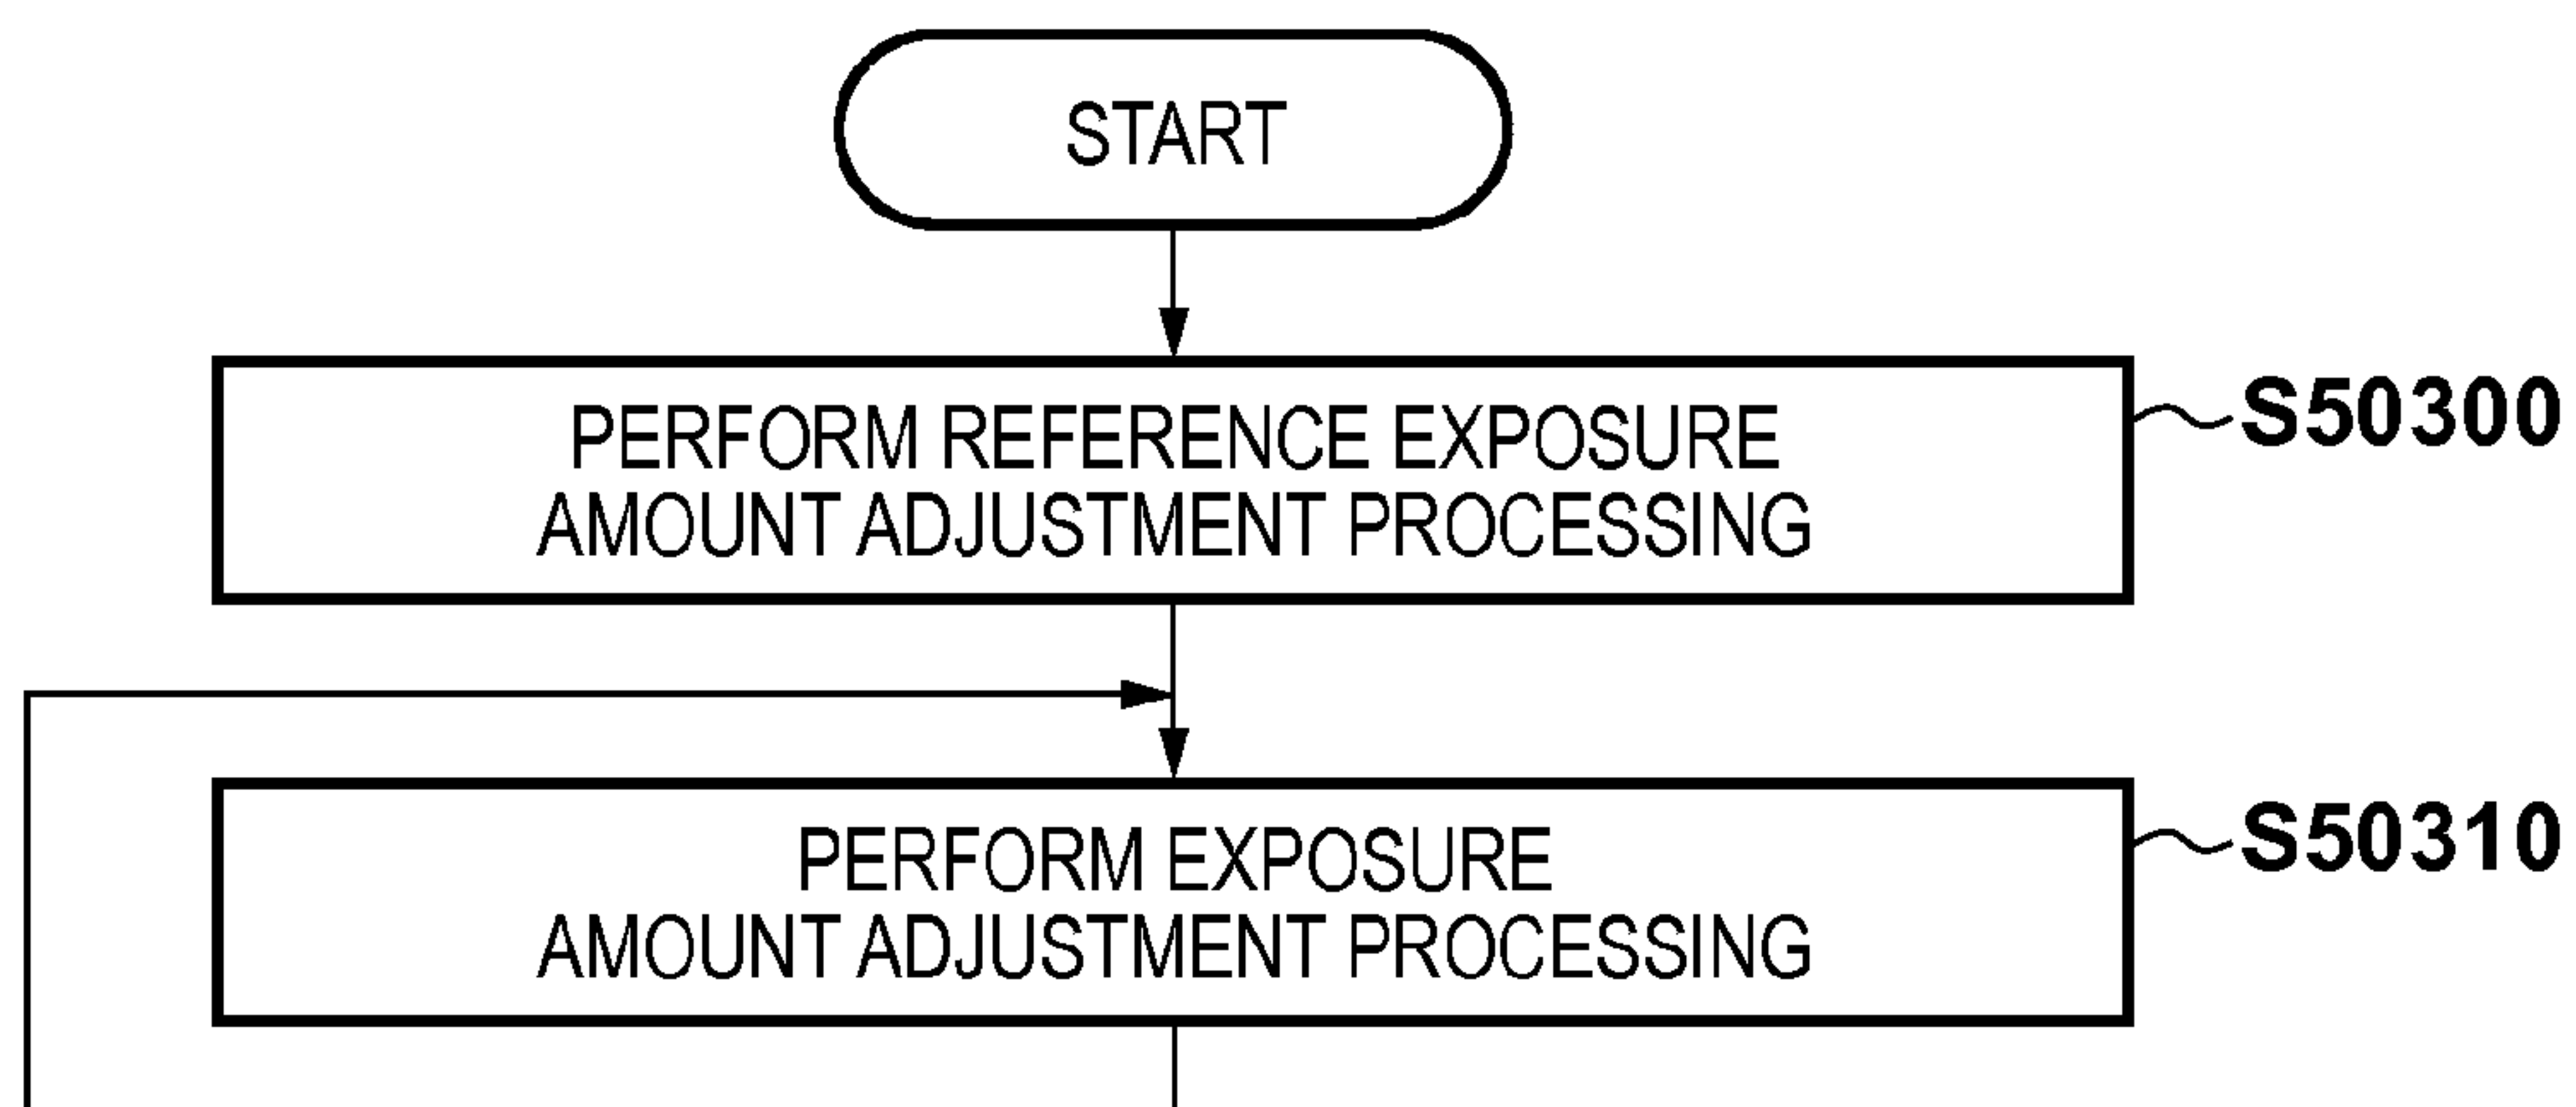 START
PERFORM REFERENCE EXPOSURE
AMOUNT ADJUSTMENT PROCESSING
S50300
PERFORM EXPOSURE
AMOUNT ADJUSTMENT PROCESSING
S50310